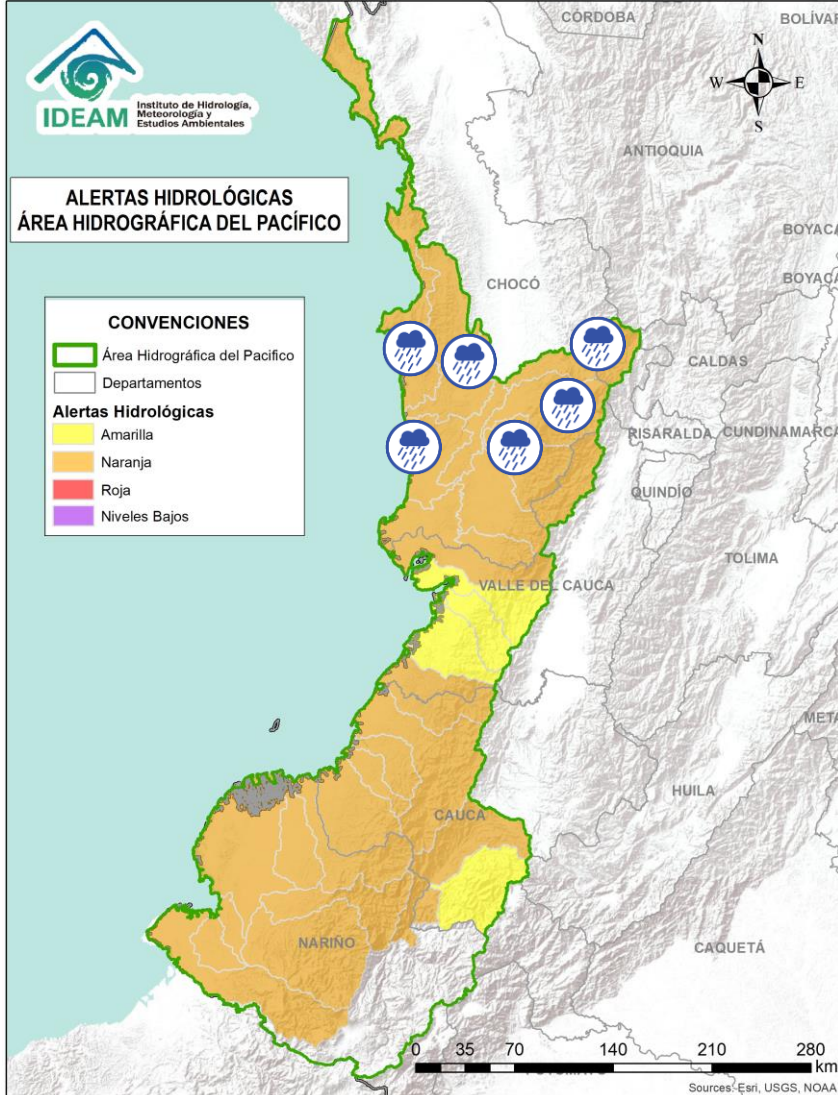 CÓRDOBA
BOLÍVAR
N
W
E
S
IDEAM
Instituto de Hidrología,
Meteorología y
Estudios Ambientales
ANTIOQUIA
ALERTAS HIDROLÓGICAS
ÁREA HIDROGRÁFICA DEL PACÍFICO
BOYACÁ
BOYACÁ
CHOCÓ
CONVENCIONES
Área Hidrográfica del Pacifico
Departamentos
Alertas Hidrológicas
Amarilla
Naranja
Roja
Niveles Bajos
CALDAS
RISARALDA
CUNDINAMARCA
QUINDÍO
TOLIMA
VALLE DEL CAUCA
META
HUILA
CAUCA
NARIÑO
CAQUETÁ
0 35 70 140 210 280
km
Sources: Esri, USGS, NOAA